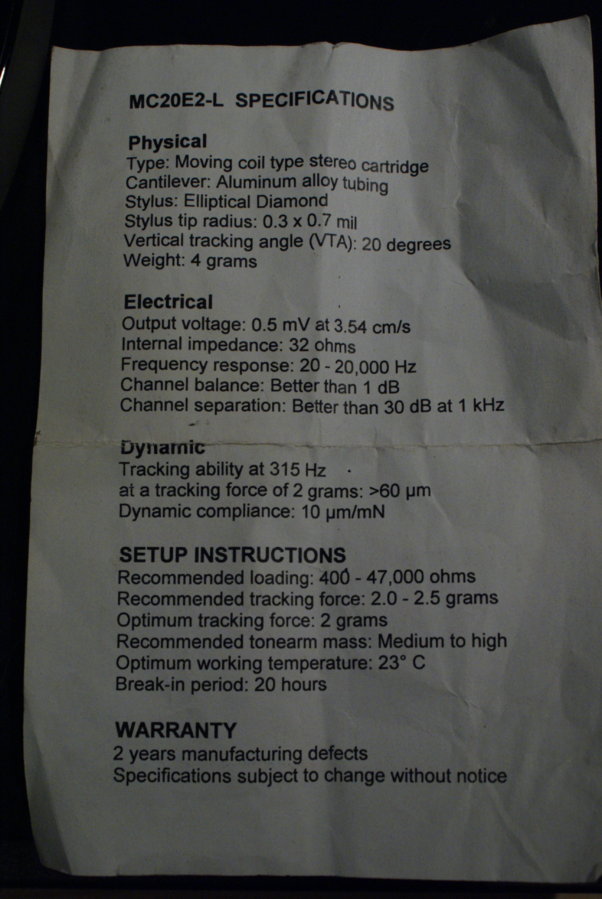 MC20E2-L SPECIFICATIONS
Physical
Type: Moving coil type stereo cartridge
Cantilever: Aluminum alloy tubing
Stylus: Elliptical Diamond
Stylus tip radius: 0.3 x 0.7 mil
Vertical tracking angle (VTA): 20 degrees
Weight: 4 grams
Electrical
Output voltage: 0.5 mV at 3.54 cm/s
Internal impedance: 32 ohms
Frequency response: 20 - 20,000 Hz
Channel balance: Better than 1 dB
Channel separation: Better than 30 dB at 1 kHz
Dynamic
Tracking ability at 315 Hz
at a tracking force of 2 grams: >60 µm
Dynamic compliance: 10 µm/mN
SETUP INSTRUCTIONS
Recommended loading: 400 - 47,000 ohms
Recommended tracking force: 2.0 - 2.5 grams
Optimum tracking force: 2 grams
Recommended tonearm mass: Medium to high
Optimum working temperature: 23° C
Break-in period: 20 hours
WARRANTY
2 years manufacturing defects
Specifications subject to change without notice